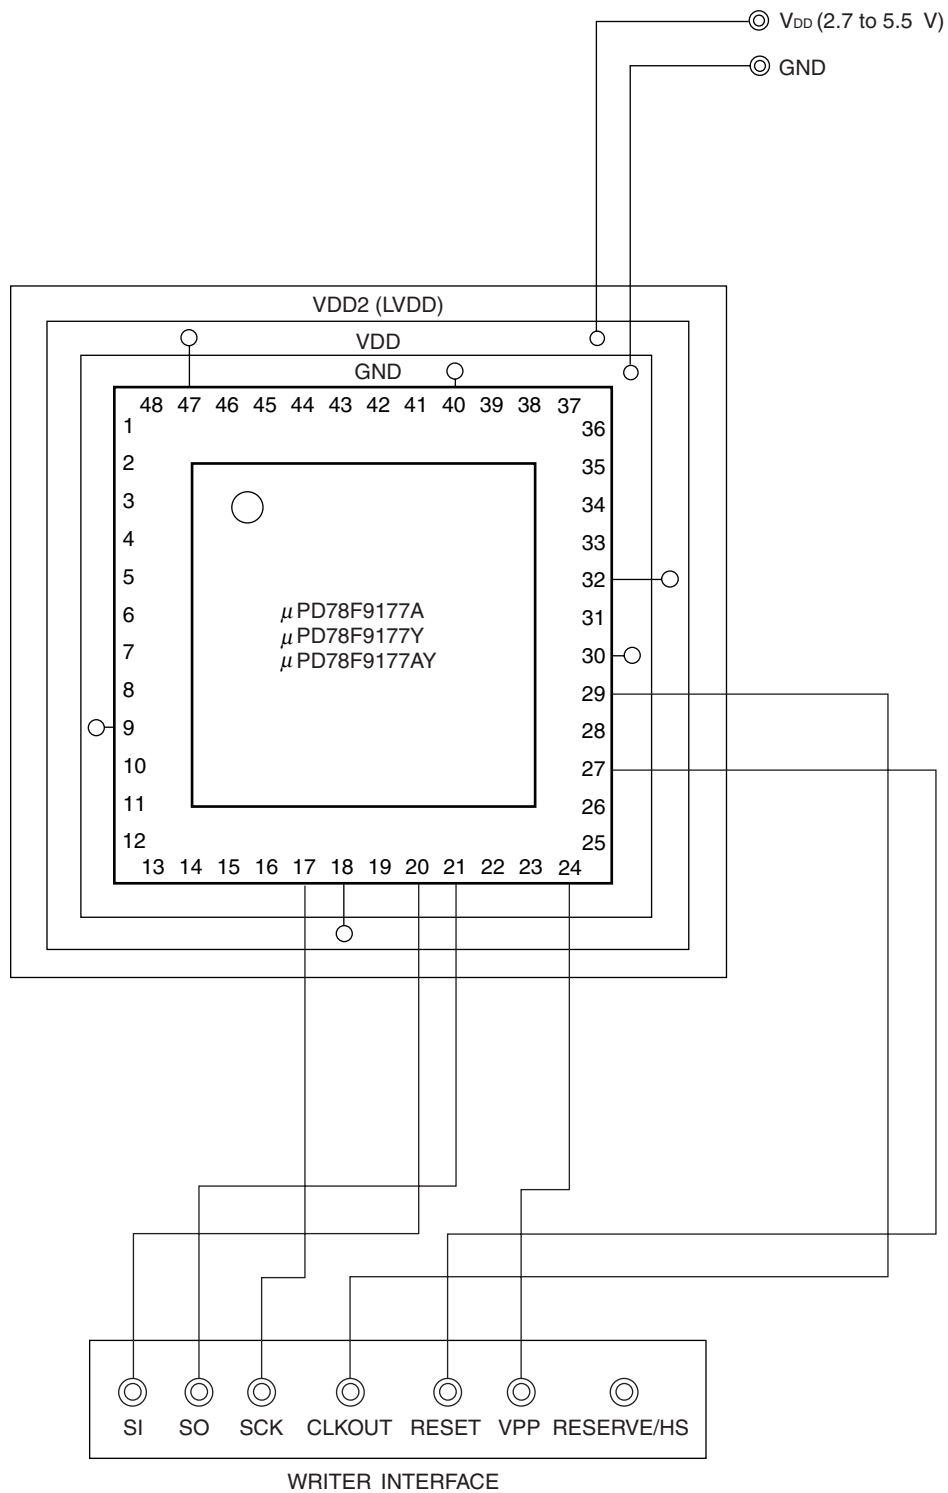 VDD (2.7 to 5.5 V)
GND
VDD2 (LVDD)
VDD
GND
48 47 46 45 44 43 42 41 40 39 38 37
1
2
3
4
5
6
7
8
9
10
11
12
36
35
34
33
32
31
30
29
28
27
26
25
μPD78F9177A
μPD78F9177Y
μPD78F9177AY
13 14 15 16 17 18 19 20 21 22 23 24
SI SO SCK CLKOUT RESET VPP RESERVE/HS
WRITER INTERFACE